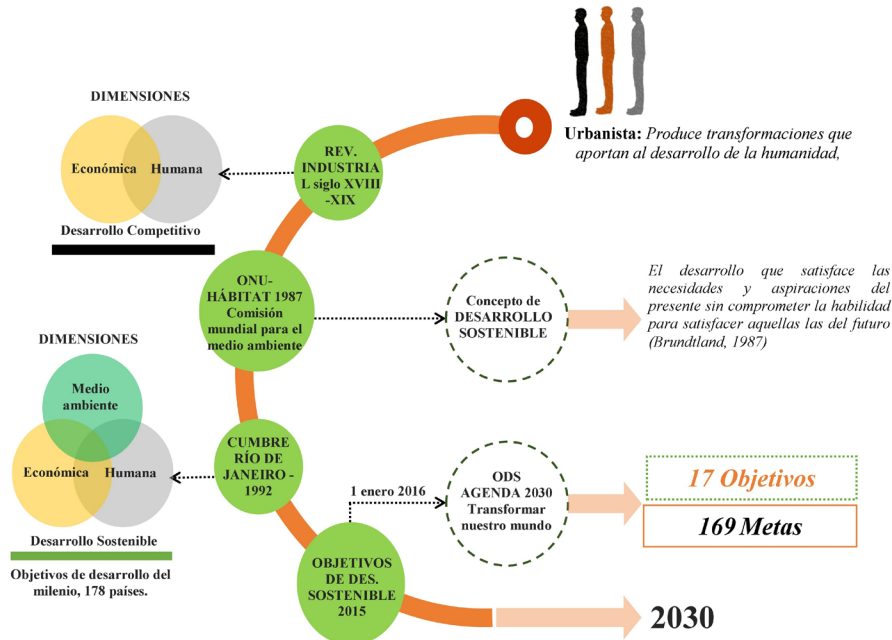 Urbanista: Produce transformaciones que
aportan al desarrollo de la humanidad,
DIMENSIONES
Económica
Humana
Desarrollo Competitivo
REV.
INDUSTRIA
L siglo XVIII
-XIX
ONU-
HÁBITAT 1987
Comisión
mundial para el
medio ambiente
Concepto de
DESARROLLO
SOSTENIBLE
El desarrollo que satisface las
necesidades y aspiraciones del
presente sin comprometer la habilidad
para satisfacer aquellas las del futuro
(Brundtland, 1987)
DIMENSIONES
Medio
ambiente
Económica
Humana
Desarrollo Sostenible
Objetivos de desarrollo del
milenio, 178 países.
CUMBRE
RÍO DE
JANEIRO -
1992
1 enero 2016
ODS
AGENDA 2030
Transformar
nuestro mundo
17 Objetivos
169 Metas
OBJETIVOS
DE DES.
SOSTENIBLE
2015
2030